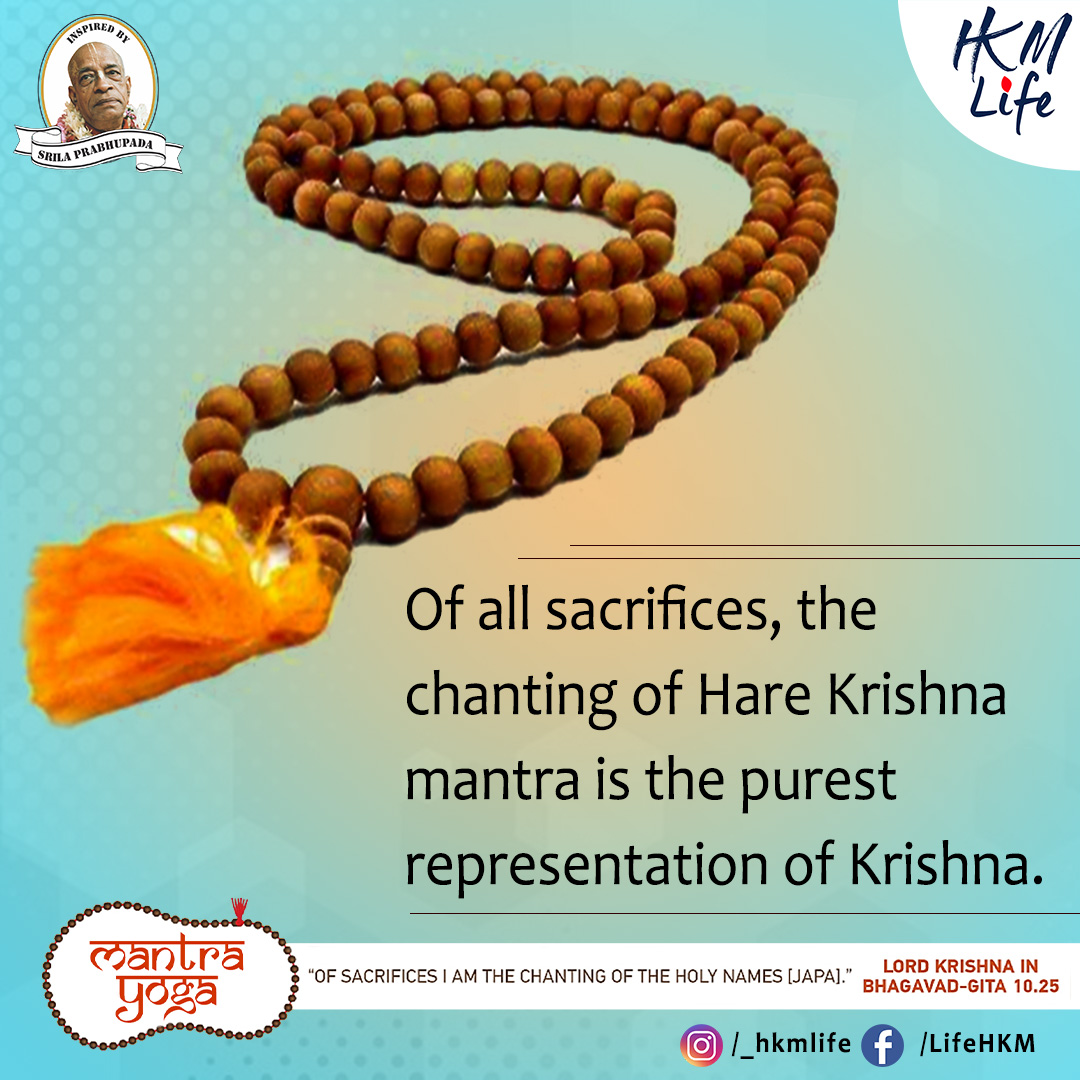 INSPIRED BY
SRILA PRABHUPADA
HKM
Life
Of all sacrifices, the
chanting of Hare Krishna
mantra is the purest
representation of Krishna.
mantra
yoga
“OF SACRIFICES I AM THE CHANTING OF THE HOLY NAMES [JAPA].”
LORD KRISHNA IN
BHAGAVAD-GITA 10.25
/_hkmlife
/LifeHKM